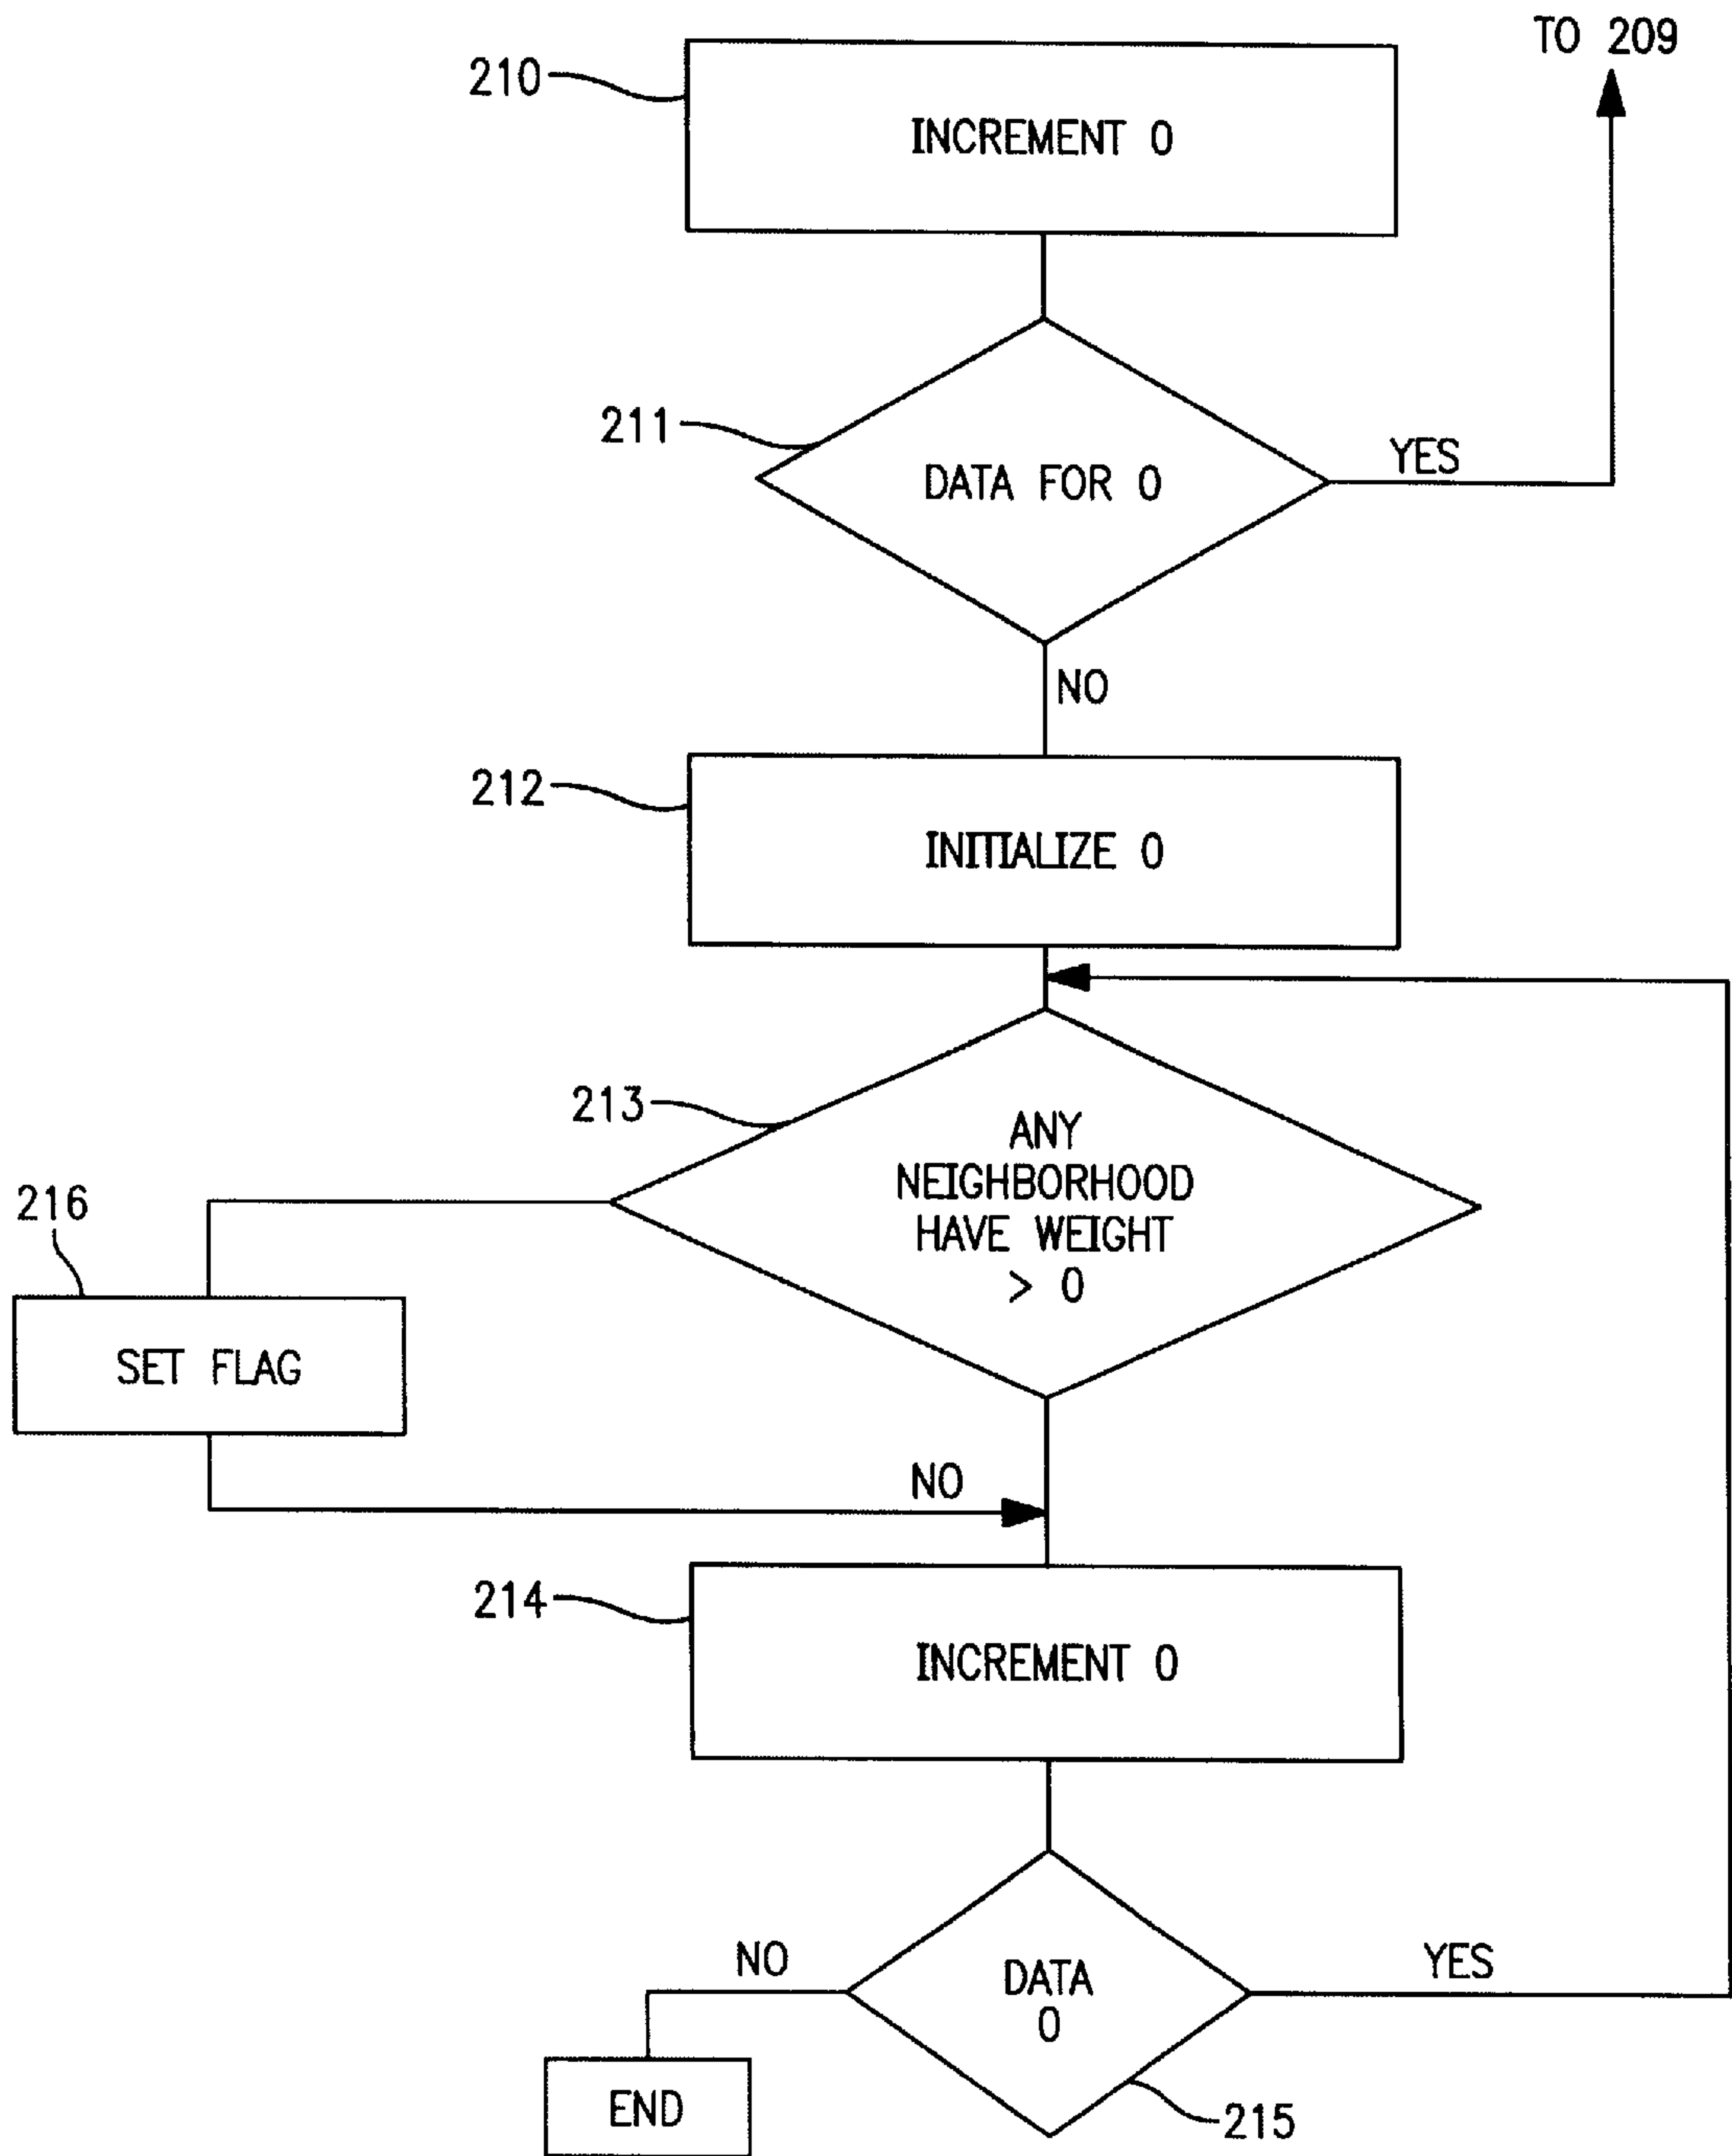 TO 209
210
INCREMENT 0
211
DATA FOR 0
YES
NO
212
INITIALIZE 0
213
ANY
NEIGHBORHOOD
HAVE WEIGHT
> 0
216
SET FLAG
NO
214
INCREMENT 0
NO
DATA
0
YES
END
215